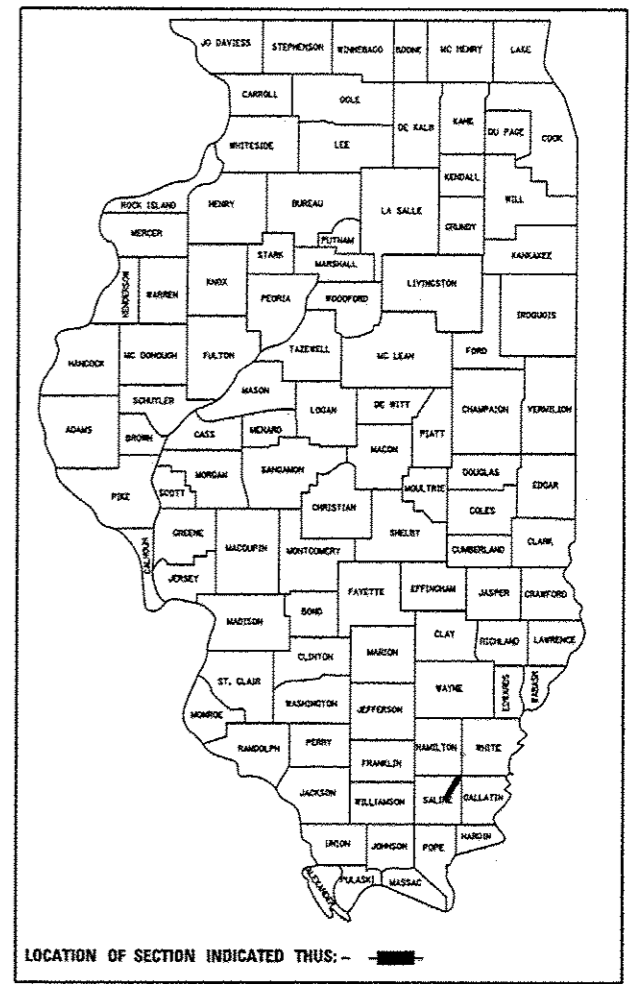 JO DAVIESS STEPHENSON WINNEBAGO BOONE MC HENRY LAKE
CARROLL OGLE DE KALB KANE DU PAGE COOK
WHITESIDE LEE
KENDALL WILL
ROCK ISLAND HENRY BUREAU LA SALLE
MERCER PUTNAM GRUNDY
STARK MARSHALL KANKAKEE
HENDERSON WARREN KNOX PEORIA WOODFORD LIVINGSTON IROQUOIS
HANCOCK MC DONOUGH FULTON TAZEWELL MC LEAN FORD
MASON
SCHUYLER LOGAN DE WITT CHAMPAION VERMILION
ADAMS BROWN CASS MENARD PIATT
MACON
MORGAN SANGAMON DOUGLAS EDGAR
PIKE SCOTT CHRISTIAN MOULTRIE COLES
CALHOUN GREENE MACOUPIN MONTGOMERY SHELBY CUMBERLAND CLARK
JERSEY FAYETTE EFFINGHAM JASPER CRAWFORD
MADISON BOND
CLAY RICHLAND LAWRENCE
CLINTON MARION
ST. CLAIR WAYNE EDWARDS WABASH
MONROE WASHINGTON JEFFERSON
RANDOLPH PERRY HAMILTON WHITE
FRANKLIN
JACKSON WILLIAMSON SALINE GALLATIN
UNION JOHNSON POPE HARDIN
ALEXANDER PULASKI MASSAC
LOCATION OF SECTION INDICATED THUS: -